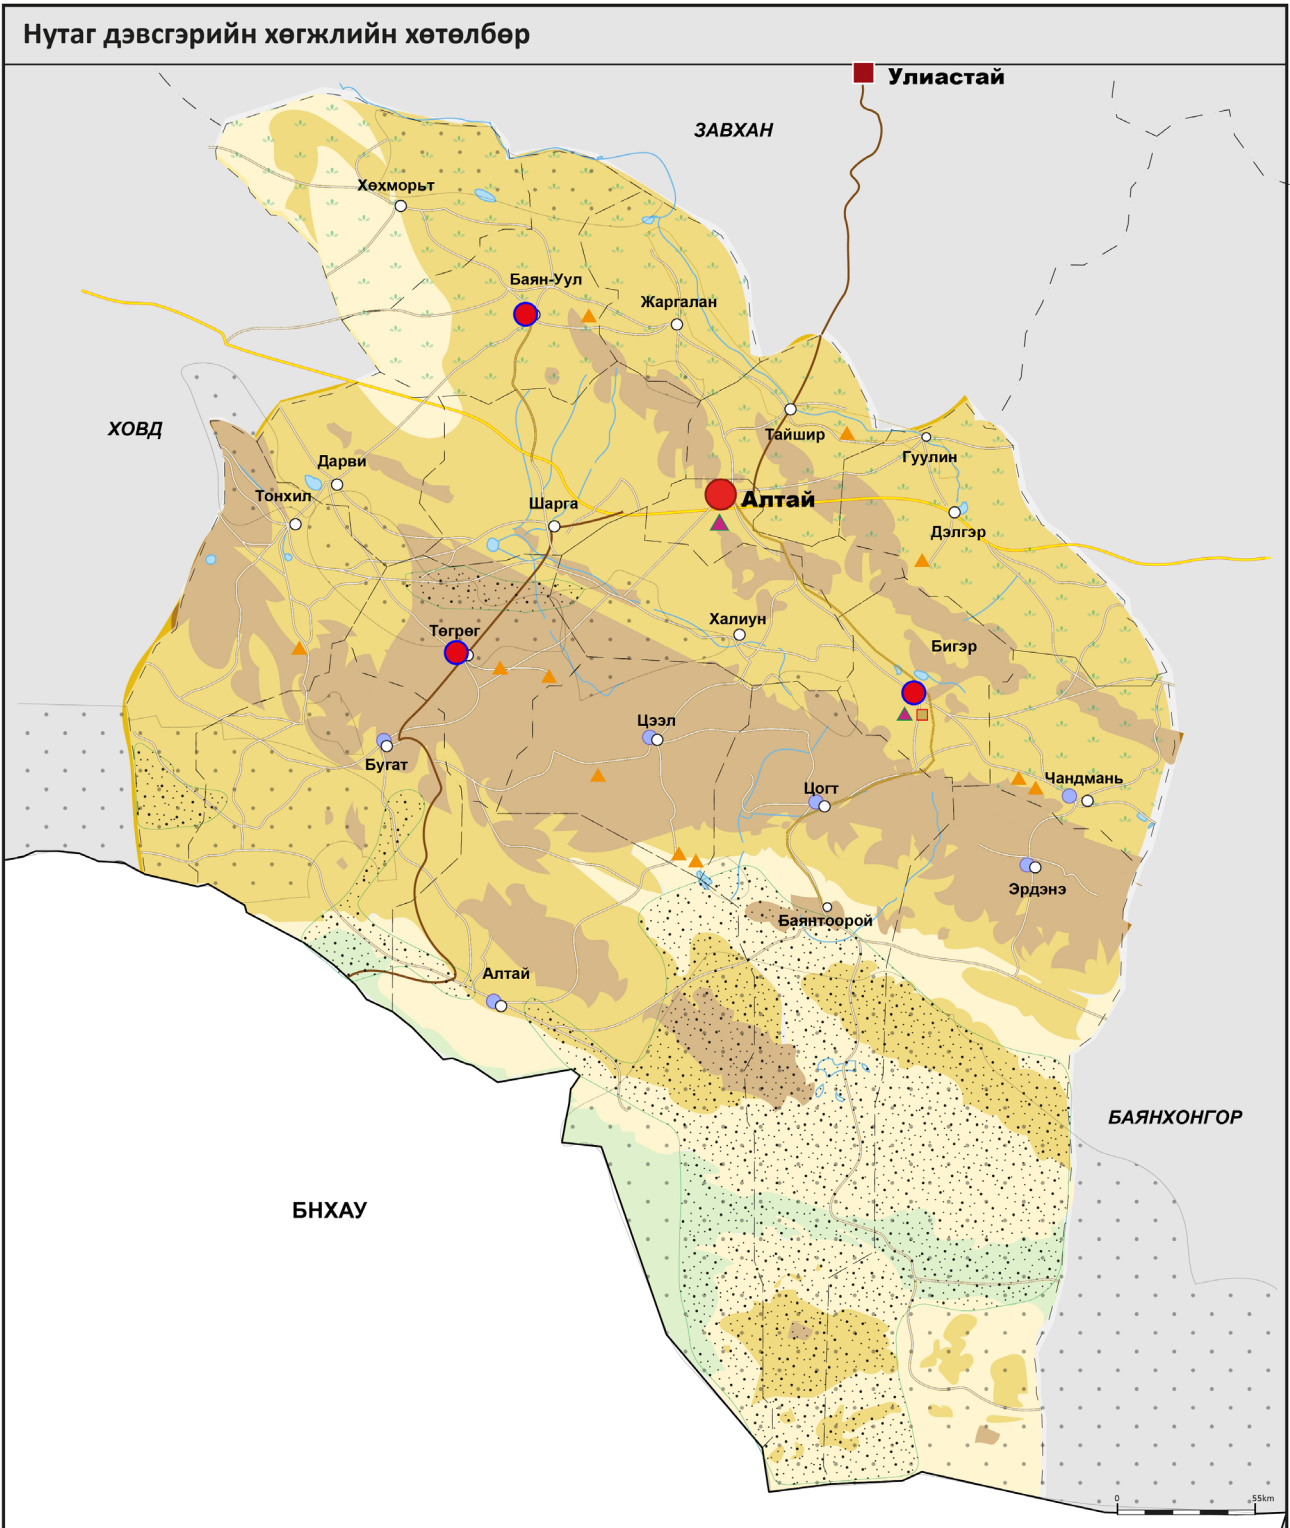 Нутаг дэвсгэрийн хөгжлийн хөтөлбөр
Улиастай
ЗАВХАН
Хөхморьт
Баян-Уул
Жаргалан
ХОВД
Тайшир
Гуулин
Дарви
Тонхил
Шарга
Алтай
Дэлгэр
Халиун
Төгрөг
Бигэр
Цээл
Бугат
Цогт
Чандмань
Эрдэнэ
Баянтоорой
Алтай
БАЯНХОНГОР
БНХАУ
0 55km